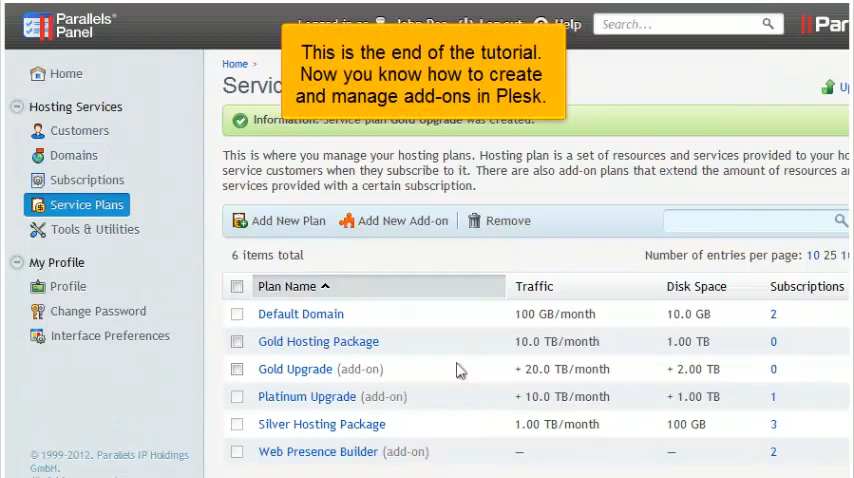 Parallels®
Panel
Logged in as John Doe Log out Help
Search...
Par
This is the end of the tutorial.
Now you know how to create
and manage add-ons in Plesk.
Home
Hosting Services
Customers
Domains
Subscriptions
Service Plans
Tools & Utilities
My Profile
Profile
Change Password
Interface Preferences
© 1999-2012. Parallels IP Holdings
GmbH.
Home >
Information: Service plan Gold Upgrade was created.
This is where you manage your hosting plans. Hosting plan is a set of resources and services provided to your
service customers when they subscribe to it. There are also add-on plans that extend the amount of resources
services provided with a certain subscription.
Add New Plan Add New Add-on Remove
6 items total Number of entries per page: 10 25
Plan Name Traffic Disk Space Subscriptions
Default Domain 100 GB/month 10.0 GB 2
Gold Hosting Package 10.0 TB/month 1.00 TB 0
Gold Upgrade (add-on) + 20.0 TB/month + 2.00 TB 0
Platinum Upgrade (add-on) + 10.0 TB/month + 1.00 TB 1
Silver Hosting Package 1.00 TB/month 100 GB 3
Web Presence Builder (add-on) — — 2